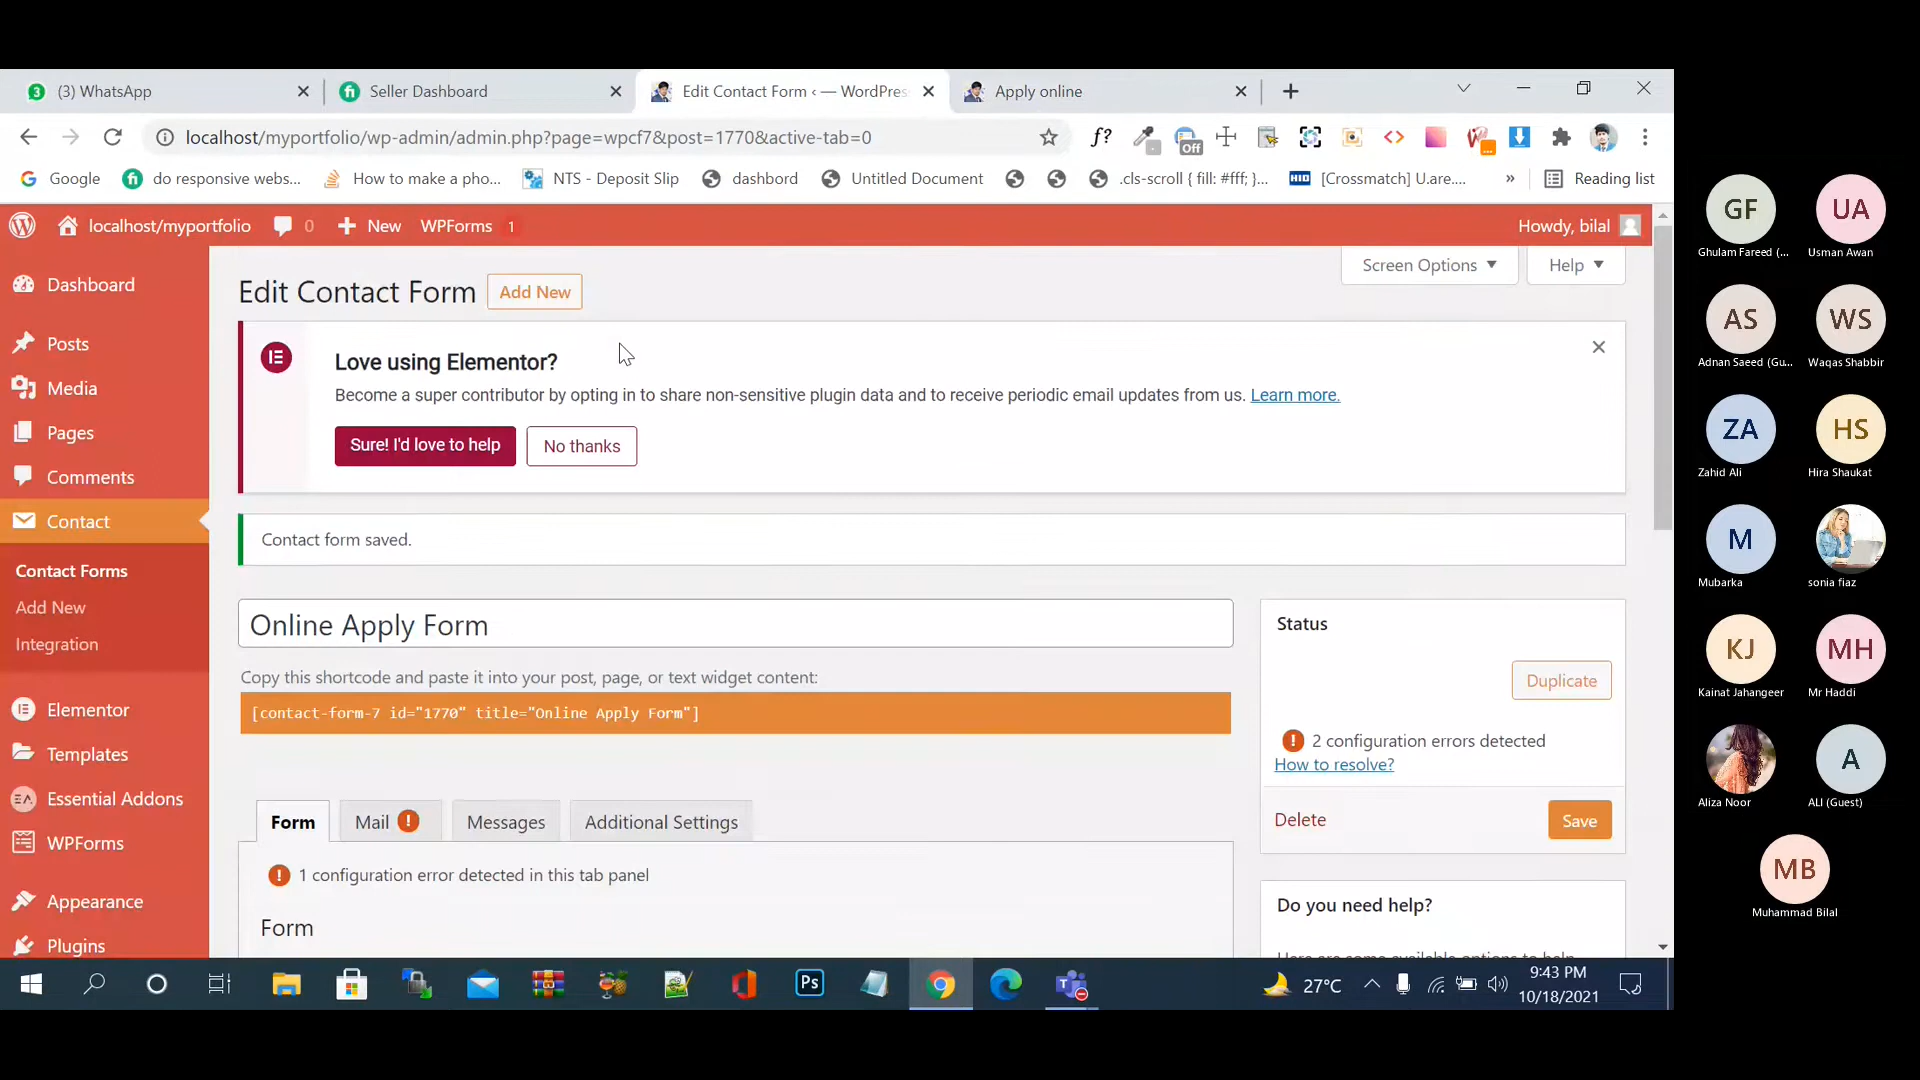 3
(3) WhatsApp
Seller Dashboard
Edit Contact Form ‹ — WordPres
Apply online
localhost/myportfolio/wp-admin/admin.php?page=wpcf7&post=1770&active-tab=0
f?
Off
Google
do responsive webs...
How to make a pho...
NTS - Deposit Slip
dashbord
Untitled Document
.cls-scroll { fill: #fff; }...
HID
[Crossmatch] U.are....
»
Reading list
localhost/myportfolio
0
New
WPForms 1
Howdy, bilal
Dashboard
Posts
Media
Pages
Comments
Contact
Contact Forms
Add New
Integration
Elementor
Templates
Essential Addons
WPForms
Appearance
Plugins
Screen Options
Help
Edit Contact Form
Add New
Love using Elementor?
Become a super contributor by opting in to share non-sensitive plugin data and to receive periodic email updates from us. Learn more.
Sure! I'd love to help
No thanks
Contact form saved.
Online Apply Form
Copy this shortcode and paste it into your post, page, or text widget content:
[contact-form-7 id="1770" title="Online Apply Form"]
Status
Duplicate
! 2 configuration errors detected
How to resolve?
Delete
Save
Form
Mail !
Messages
Additional Settings
! 1 configuration error detected in this tab panel
Form
Do you need help?
Here are some available options to help
Ps
27°C
9:43 PM
10/18/2021
GF
Ghulam Fareed (...
UA
Usman Awan
AS
Adnan Saeed (Gu...
WS
Waqas Shabbir
ZA
Zahid Ali
HS
Hira Shaukat
M
Mubarka
sonia fiaz
KJ
Kainat Jahangeer
MH
Mr Haddi
Aliza Noor
A
ALI (Guest)
MB
Muhammad Bilal